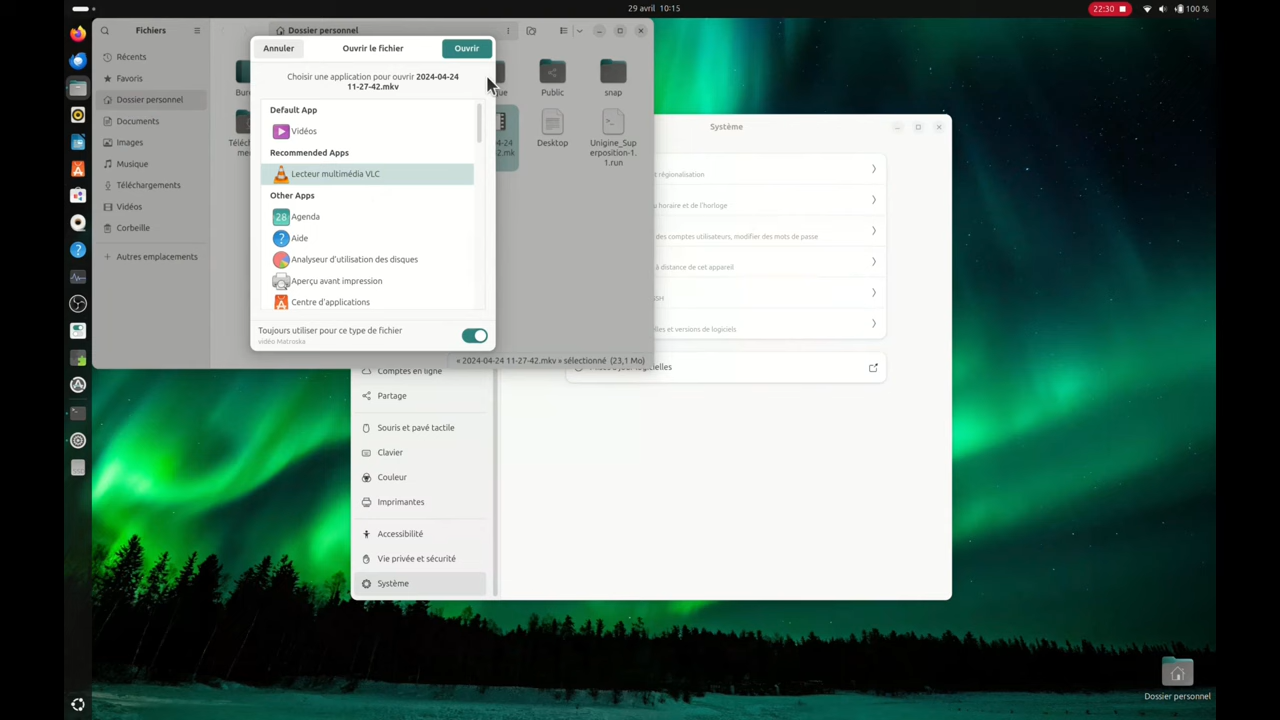 29 avril 10:15
22:30
100 %
Fichiers
Dossier personnel
Récents
Favoris
Dossier personnel
Documents
Images
Musique
Téléchargements
Vidéos
Corbeille
Autres emplacements
Public
snap
Desktop
Unigine_Sup
erposition-1.
1.run
Annuler
Ouvrir le fichier
Ouvrir
Choisir une application pour ouvrir 2024-04-24
11-27-42.mkv
Default App
Vidéos
Recommended Apps
Lecteur multimédia VLC
Other Apps
28 Agenda
Aide
Analyseur d'utilisation des disques
Aperçu avant impression
Centre d'applications
Toujours utiliser pour ce type de fichier
vidéo Matroska
« 2024-04-24 11-27-42.mkv » sélectionné (23,1 Mo)
Système
régionalisation
horaire et de l'horloge
des comptes utilisateurs, modifier des mots de passe
à distance de cet appareil
SSH
et versions de logiciels
Comptes en ligne
Partage
Souris et pavé tactile
Clavier
Couleur
Imprimantes
Accessibilité
Vie privée et sécurité
Système
Dossier personnel